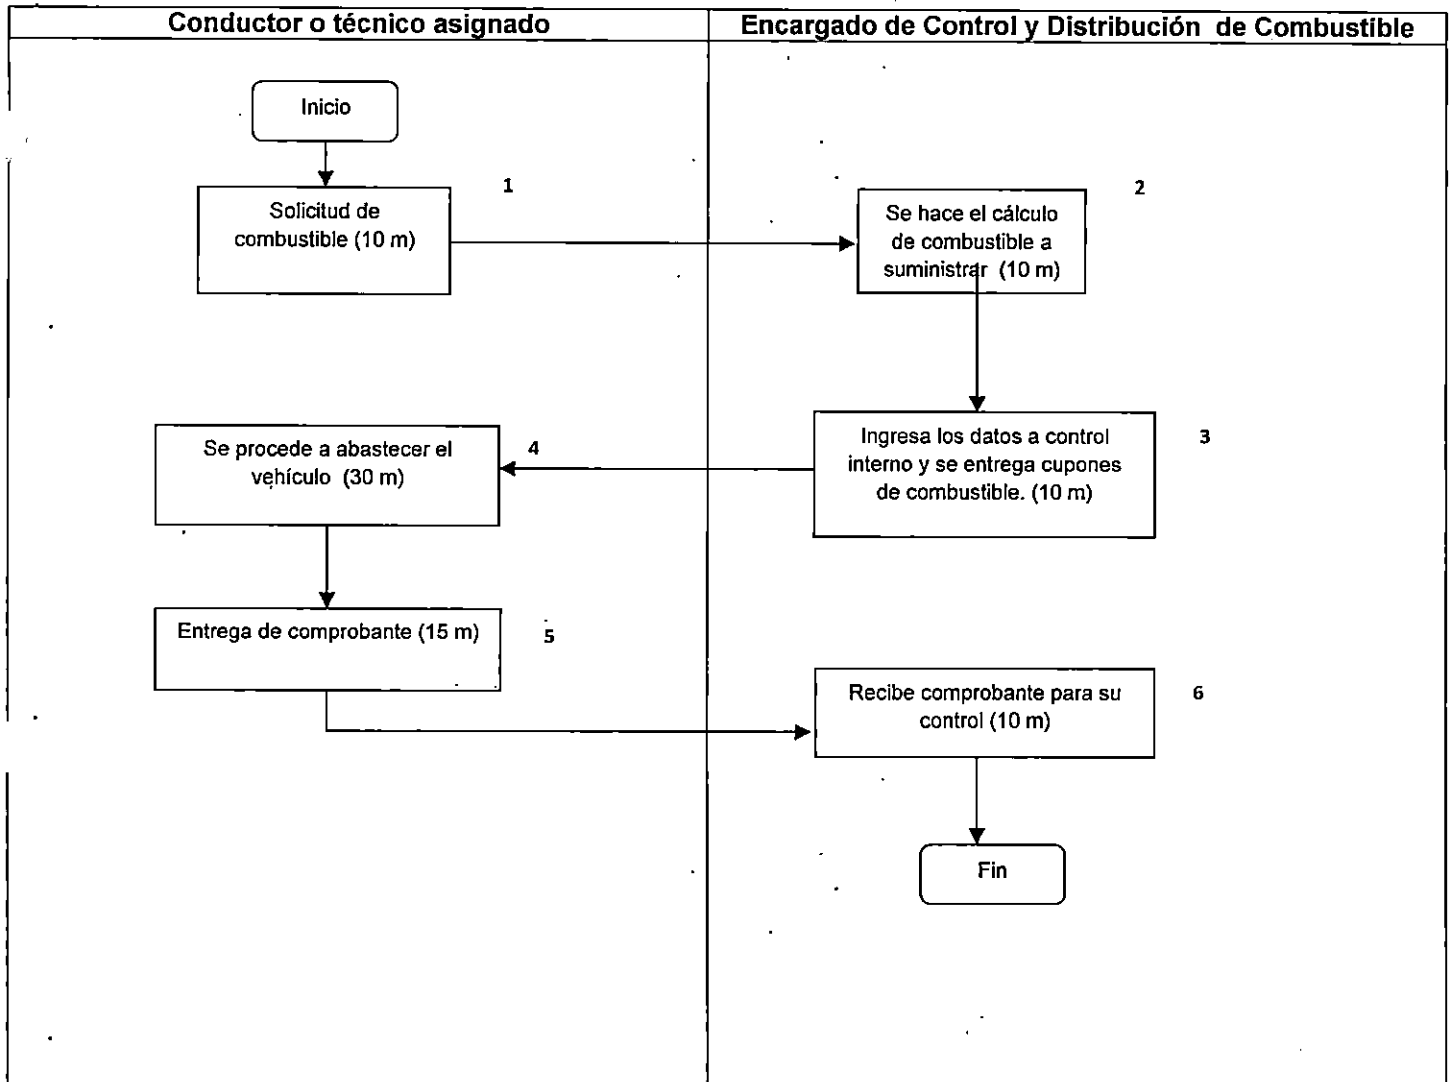 Conductor o técnico asignado
Encargado de Control y Distribución de Combustible
Inicio
1
Solicitud de
combustible (10 m)
2
Se hace el cálculo
de combustible a
suministrar (10 m)
Ingresa los datos a control
interno y se entrega cupones
de combustible. (10 m)
3
Se procede a abastecer el
vehículo (30 m)
4
Entrega de comprobante (15 m)
5
Recibe comprobante para su
control (10 m)
6
Fin